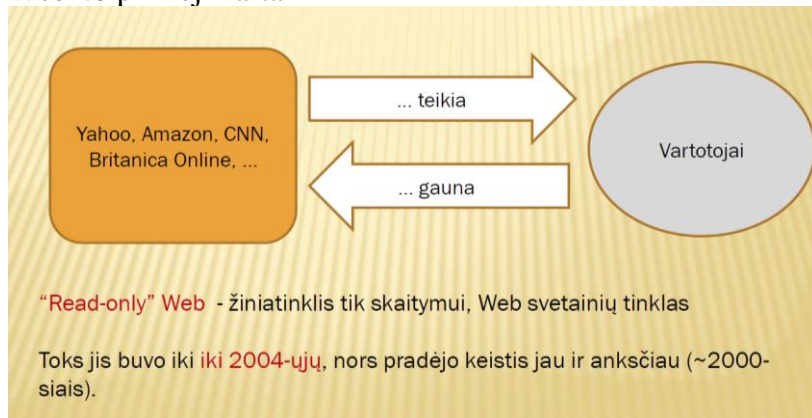 Yahoo, Amazon, CNN,
Britanica Online, ...
... teikia
... gauna
Vartotojai
“Read-only” Web - žiniatinklis tik skaitymui, Web svetainių tinklas
Toks jis buvo iki iki 2004-ųjų, nors pradėjo keistis jau ir anksčiau (~2000-
siais).